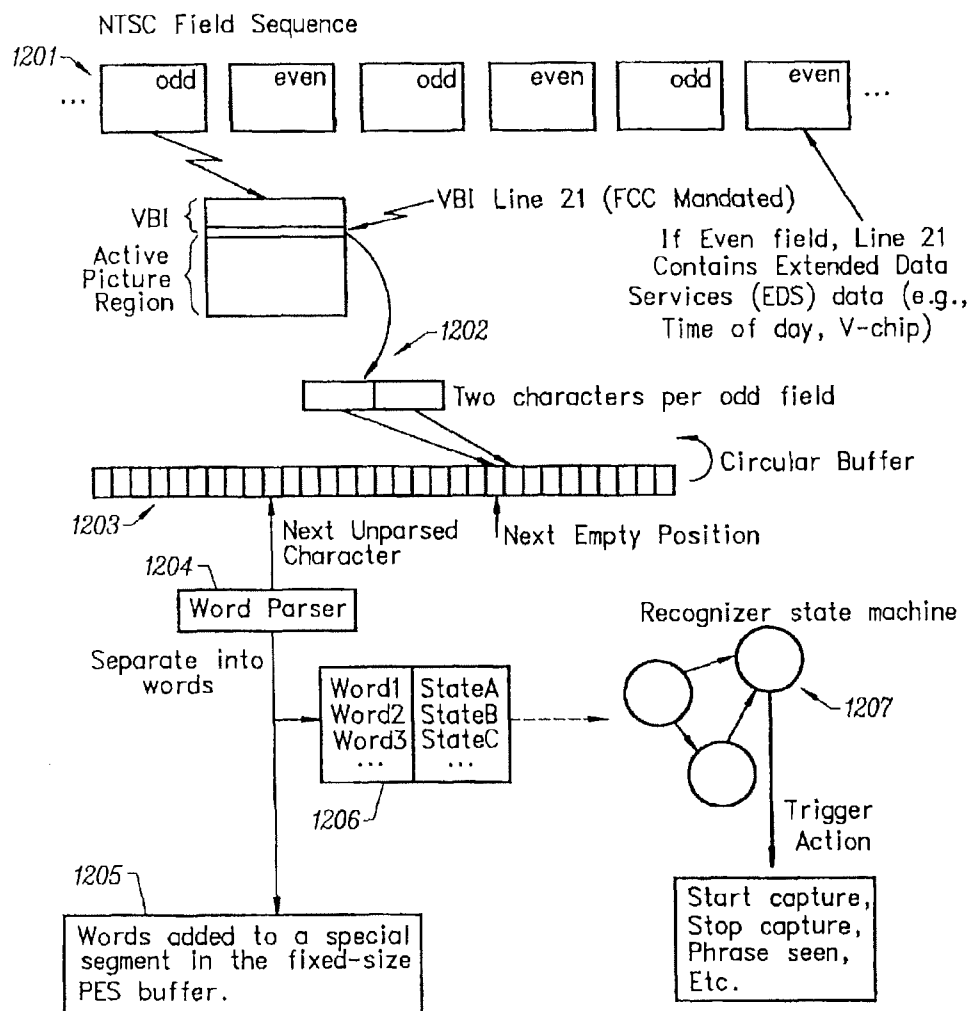 NTSC Field Sequence
1201
... odd even odd even odd even ...
VBI
VBI Line 21 (FCC Mandated)
Active
Picture
Region
If Even field, Line 21
Contains Extended Data
Services (EDS) data (e.g.,
Time of day, V-chip)
1202
Two characters per odd field
Circular Buffer
1203
Next Unparsed
Character
Next Empty Position
1204
Word Parser
Separate into
words
Word1 StateA
Word2 StateB
Word3 StateC
... ...
1206
Recognizer state machine
1207
Trigger
Action
1205
Words added to a special
segment in the fixed-size
PES buffer.
Start capture,
Stop capture,
Phrase seen,
Etc.